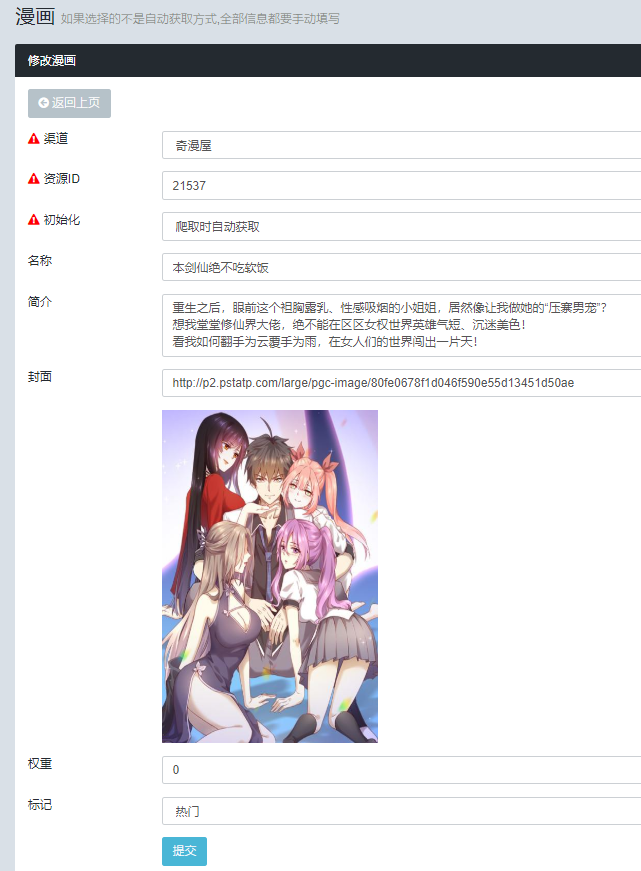 漫画 如果选择的不是自动获取方式,全部信息都要手动填写
修改漫画
返回上页
渠道
奇漫屋
资源ID
21537
初始化
爬取时自动获取
名称
本剑仙绝不吃软饭
简介
重生之后，眼前这个袒胸露乳、性感吸烟的小姐姐，居然像让我做她的“压寨男宠”？
想我堂堂修仙界大佬，绝不能在区区女权世界英雄气短、沉迷美色！
看我如何翻手为云覆手为雨，在女人们的世界闯出一片天！
封面
http://p2.pstatp.com/large/pgc-image/80fe0678f1d046f590e55d13451d50ae
权重
0
标记
热门
提交